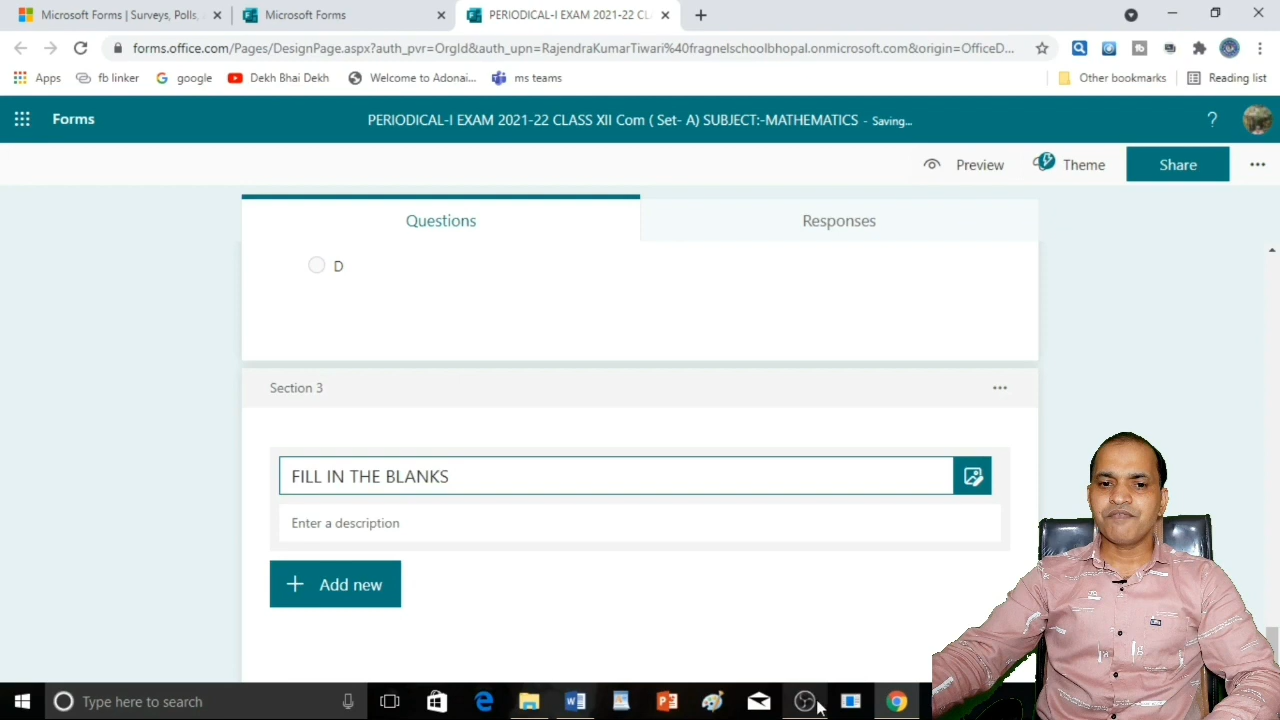 Microsoft Forms | Surveys, Polls,
Microsoft Forms
PERIODICAL-I EXAM 2021-22 CL
forms.office.com/Pages/DesignPage.aspx?auth_pvr=OrgId&auth_upn=RajendraKumarTiwari%40fragnelschoolbhopal.onmicrosoft.com&origin=OfficeD...
Apps
fb linker
google
Dekh Bhai Dekh
Welcome to Adonai...
ms teams
Other bookmarks
Reading list
Forms
PERIODICAL-I EXAM 2021-22 CLASS XII Com ( Set- A) SUBJECT:-MATHEMATICS - Saving...
?
Preview
Theme
Share
Questions
Responses
D
Section 3
FILL IN THE BLANKS
Enter a description
Add new
Type here to search